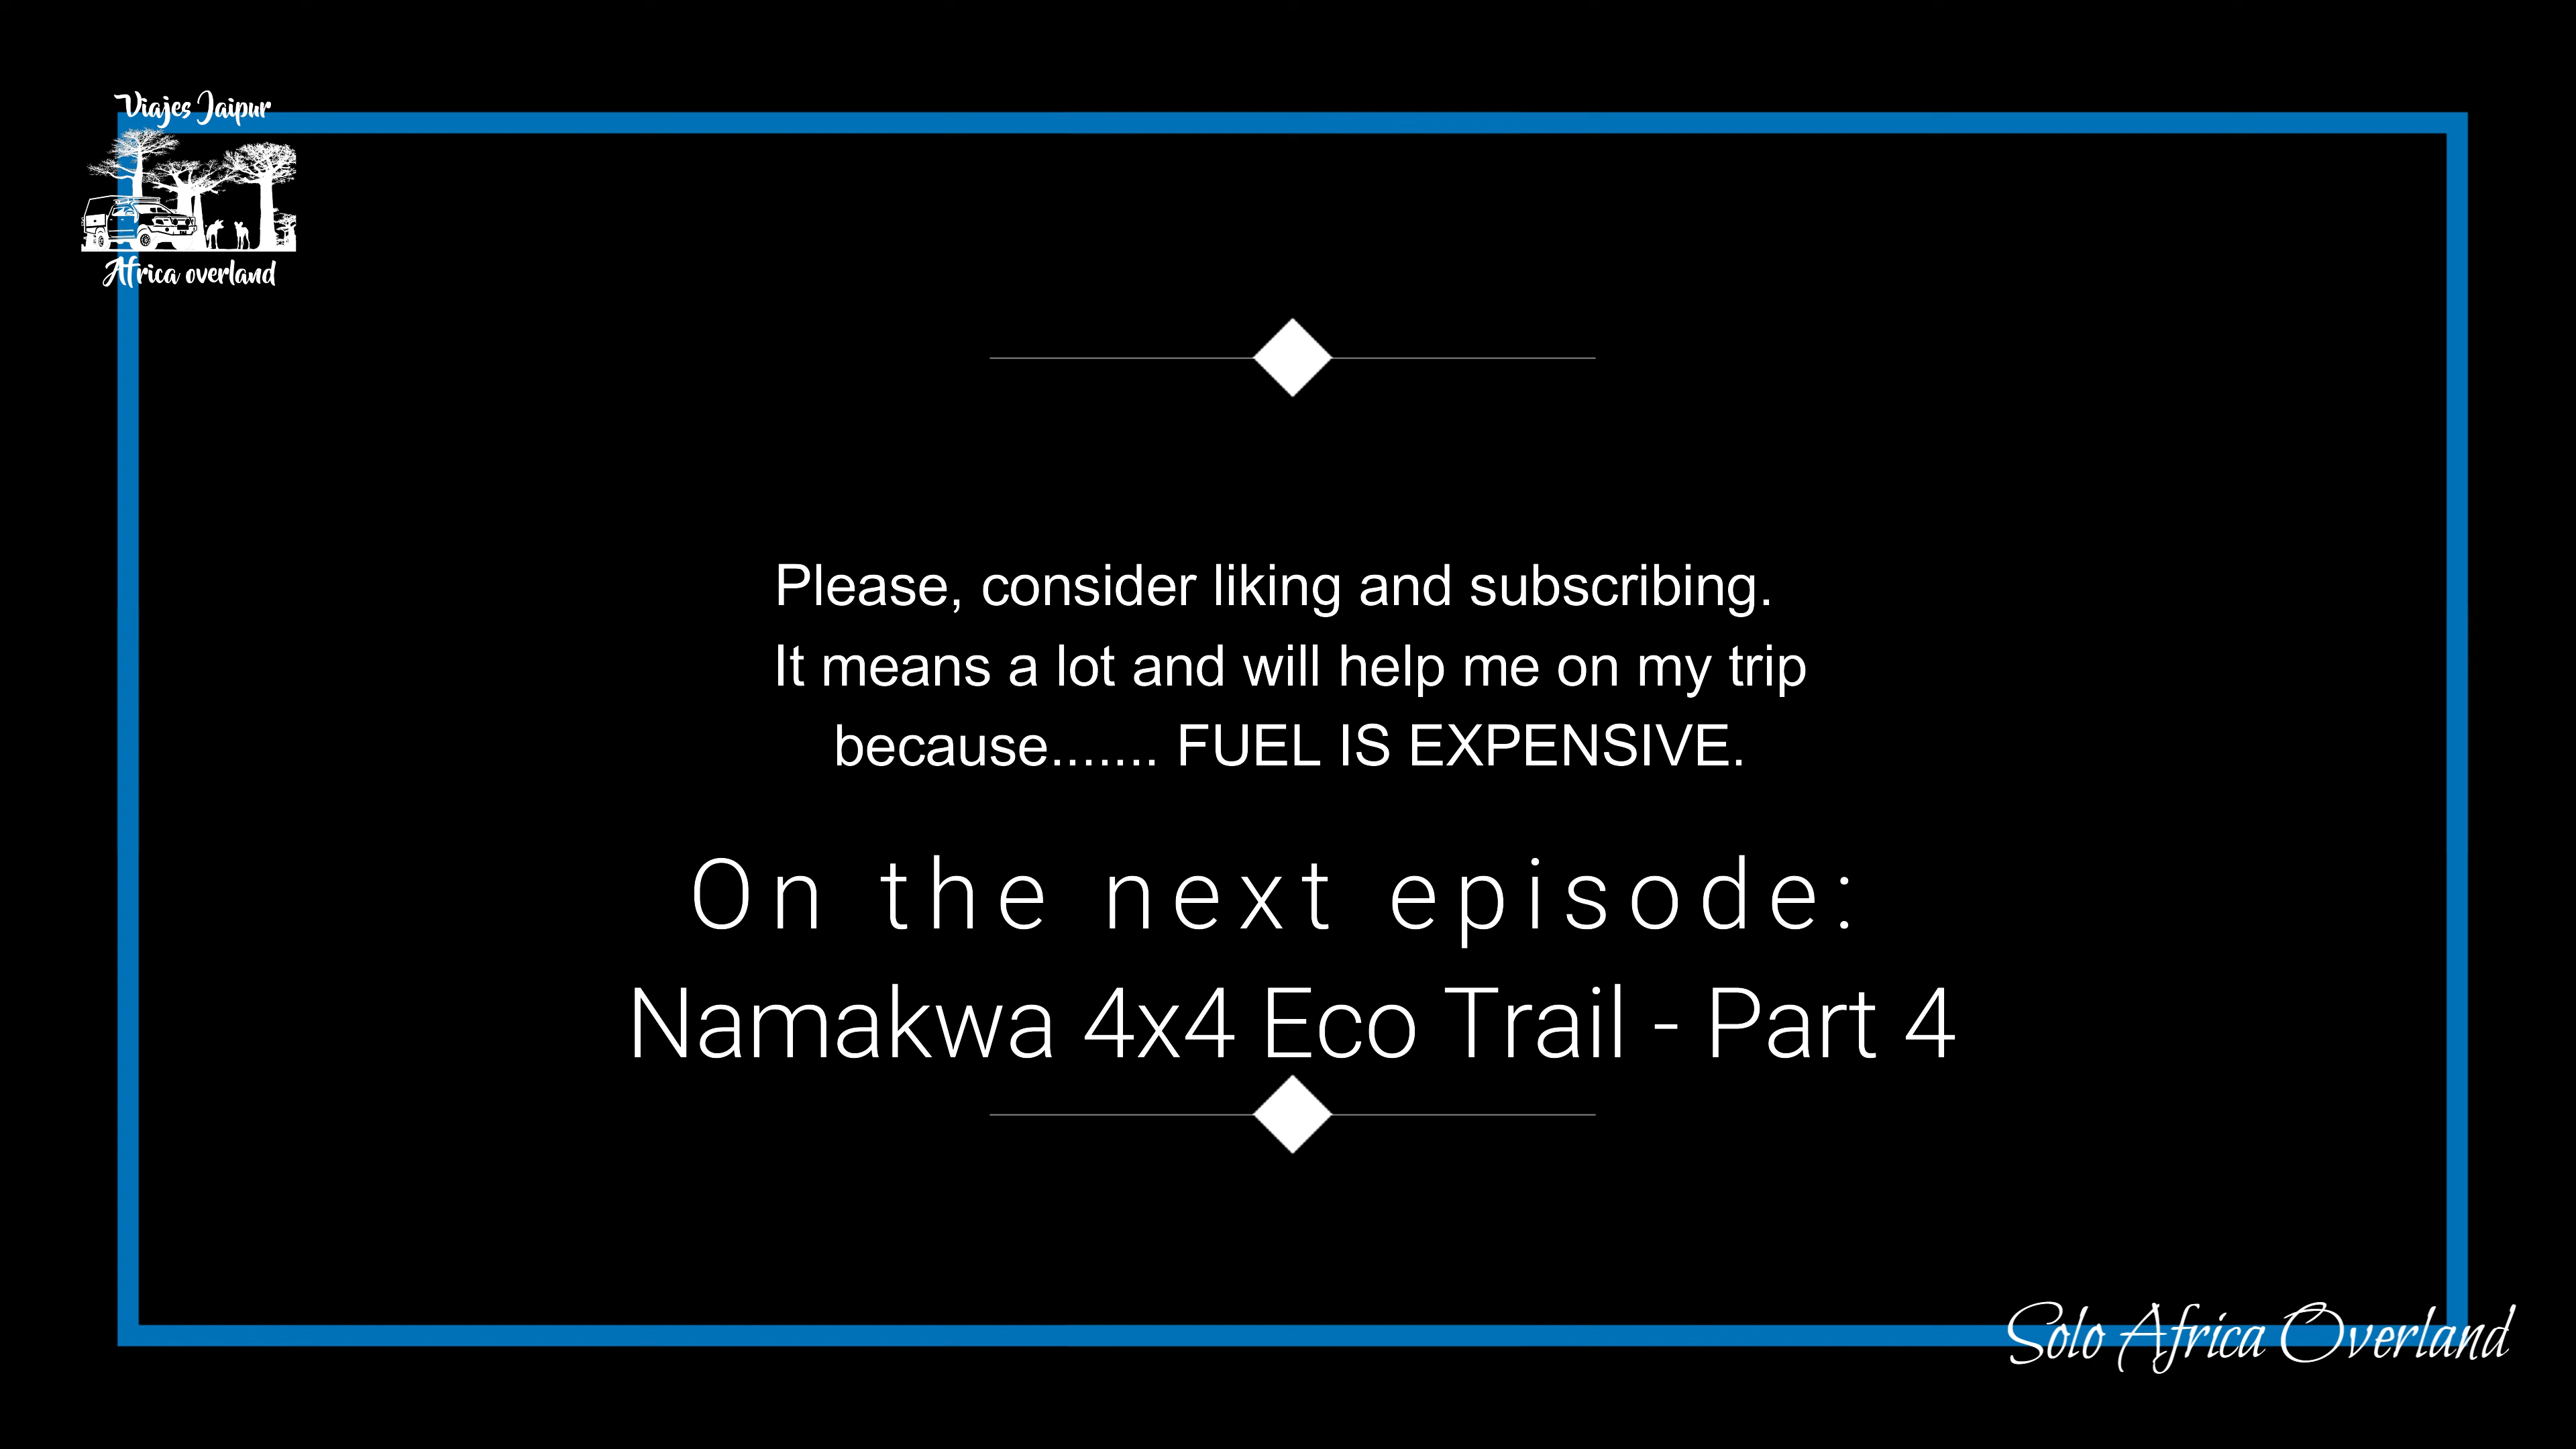 Viajes Jaipur
Africa overland
Please, consider liking and subscribing.
It means a lot and will help me on my trip
because....... FUEL IS EXPENSIVE.
On the next episode:
Namakwa 4x4 Eco Trail - Part 4
Solo Africa Overland